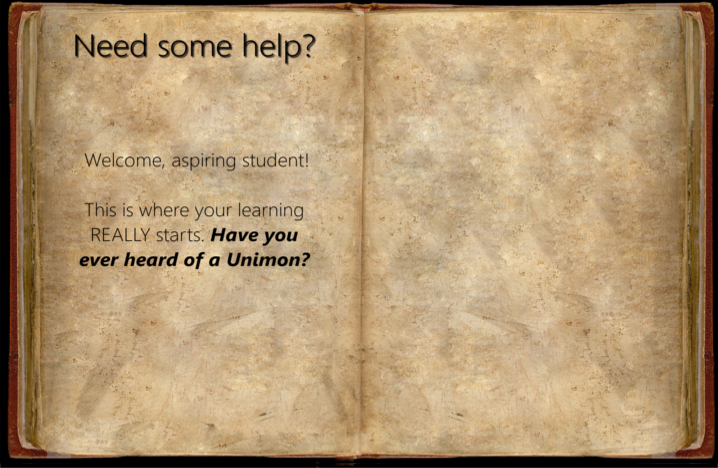 Need some help?
Welcome, aspiring student!
This is where your learning
REALLY starts. Have you
ever heard of a Unimon?